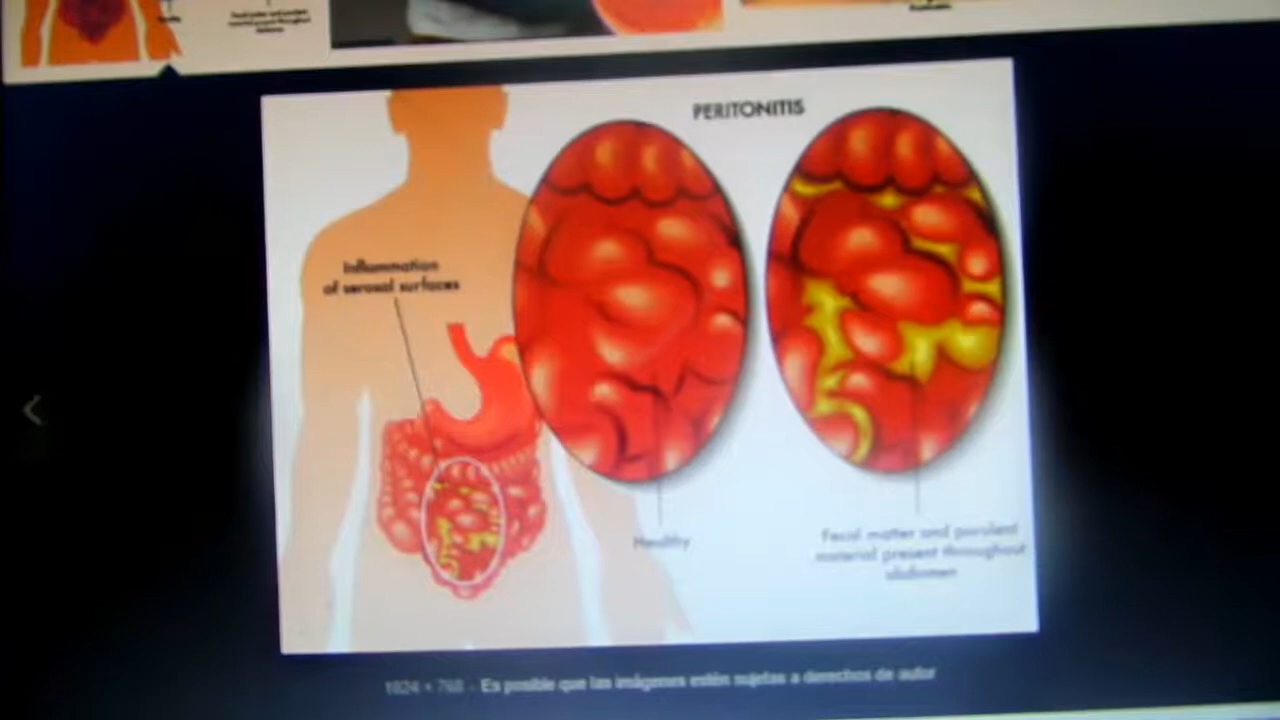 PERITONITIS
Inflammation
of serosal surfaces
Healthy
Fecal matter and purulent
material present throughout
abdomen
1024 × 768 - Es posible que las imágenes estén sujetas a derechos de autor